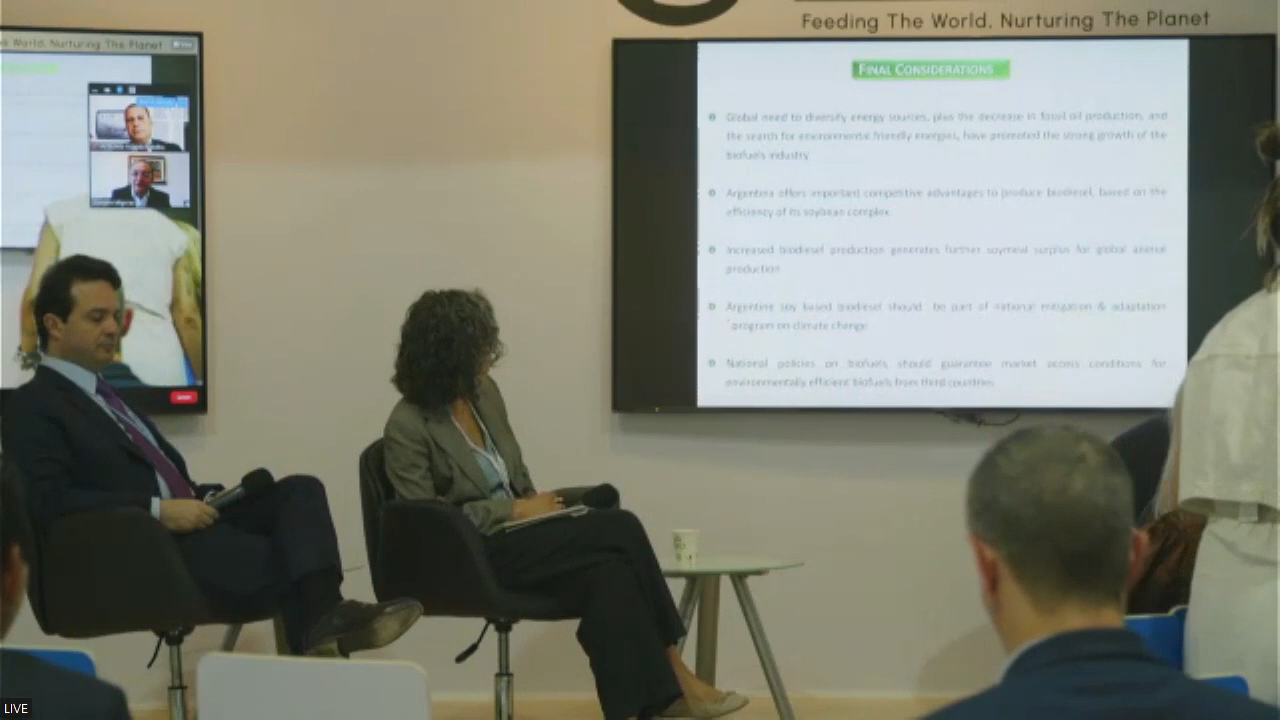 Feeding The World. Nurturing The Planet
World. Nurturing The Planet
FINAL CONSIDERATIONS
Global need to diversify energy sources, plus the decrease in fossil oil production, and
the search for environmental friendly energies, have promoted the strong growth of the
biofuels industry
Argentina offers important competitive advantages to produce biodiesel, based on the
efficiency of its soybean complex.
Increased biodiesel production generates further soymeal surplus for global animal
production
Argentine soy based biodiesel should be part of national mitigation & adaptation
´program on climate change
National policies on biofuels should guarantee market access conditions for
environmentally efficient biofuels from third countries.
LIVE